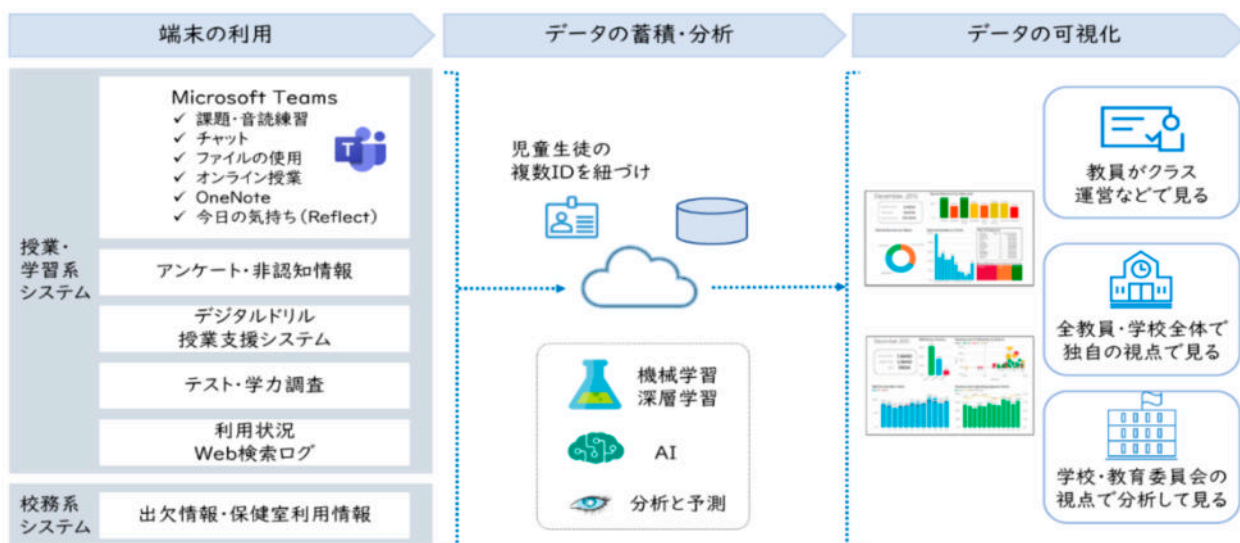 端末の利用
データの蓄積・分析
データの可視化
授業・
学習系
システム
Microsoft Teams
✓ 課題・音読練習
✓ チャット
✓ ファイルの使用
✓ オンライン授業
✓ OneNote
✓ 今日の気持ち(Reflect)
T
アンケート・非認知情報
デジタルドリル
授業支援システム
テスト・学力調査
利用状況
Web検索ログ
校務系
システム
出欠情報・保健室利用情報
児童生徒の
複数IDを紐づけ
機械学習
深層学習
AI
分析と予測
December, 2015
December, 2015
教員がクラス
運営などで見る
全教員・学校全体で
独自の視点で見る
学校・教育委員会の
視点で分析して見る